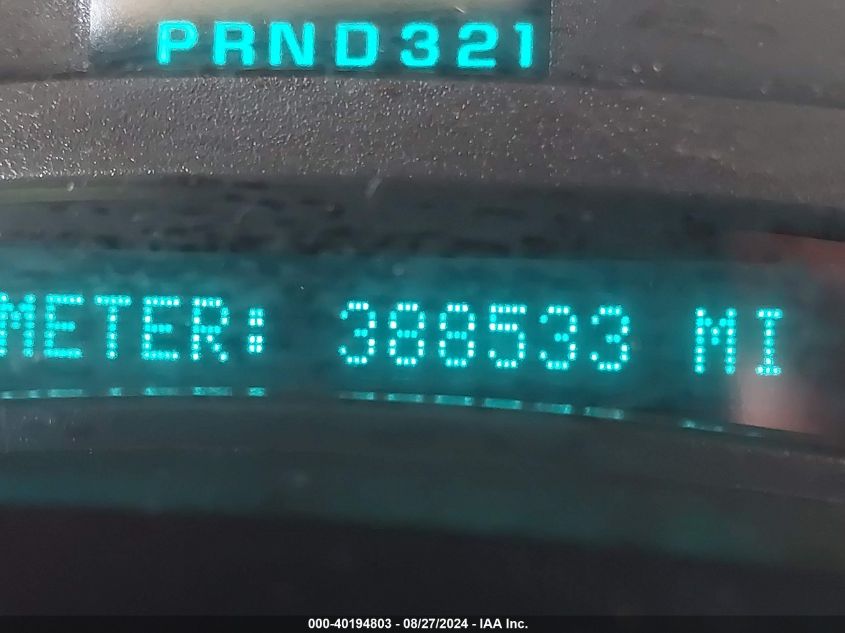 PRND321
METER: 388533 MI
000-40194803 - 08/27/2024 - IAA Inc.